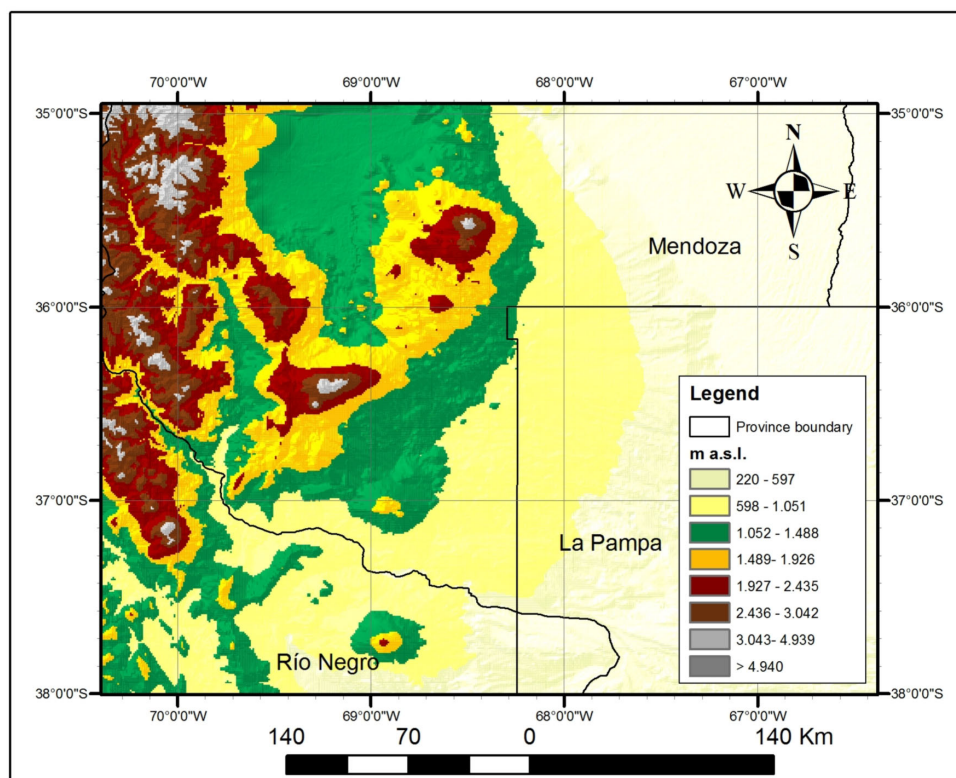 70°0'0"W 69°0'0"W 68°0'0"W 67°0'0"W
35°0'0"S 35°0'0"S
N
W E
S
Mendoza
36°0'0"S 36°0'0"S
Legend
Province boundary
m a.s.l.
220 - 597
598 - 1.051
1.052 - 1.488
1.489- 1.926
1.927 - 2.435
2.436 - 3.042
3.043- 4.939
> 4.940
37°0'0"S 37°0'0"S
La Pampa
Río Negro
38°0'0"S 38°0'0"S
70°0'0"W 69°0'0"W 68°0'0"W 67°0'0"W
140 70 0 140 Km